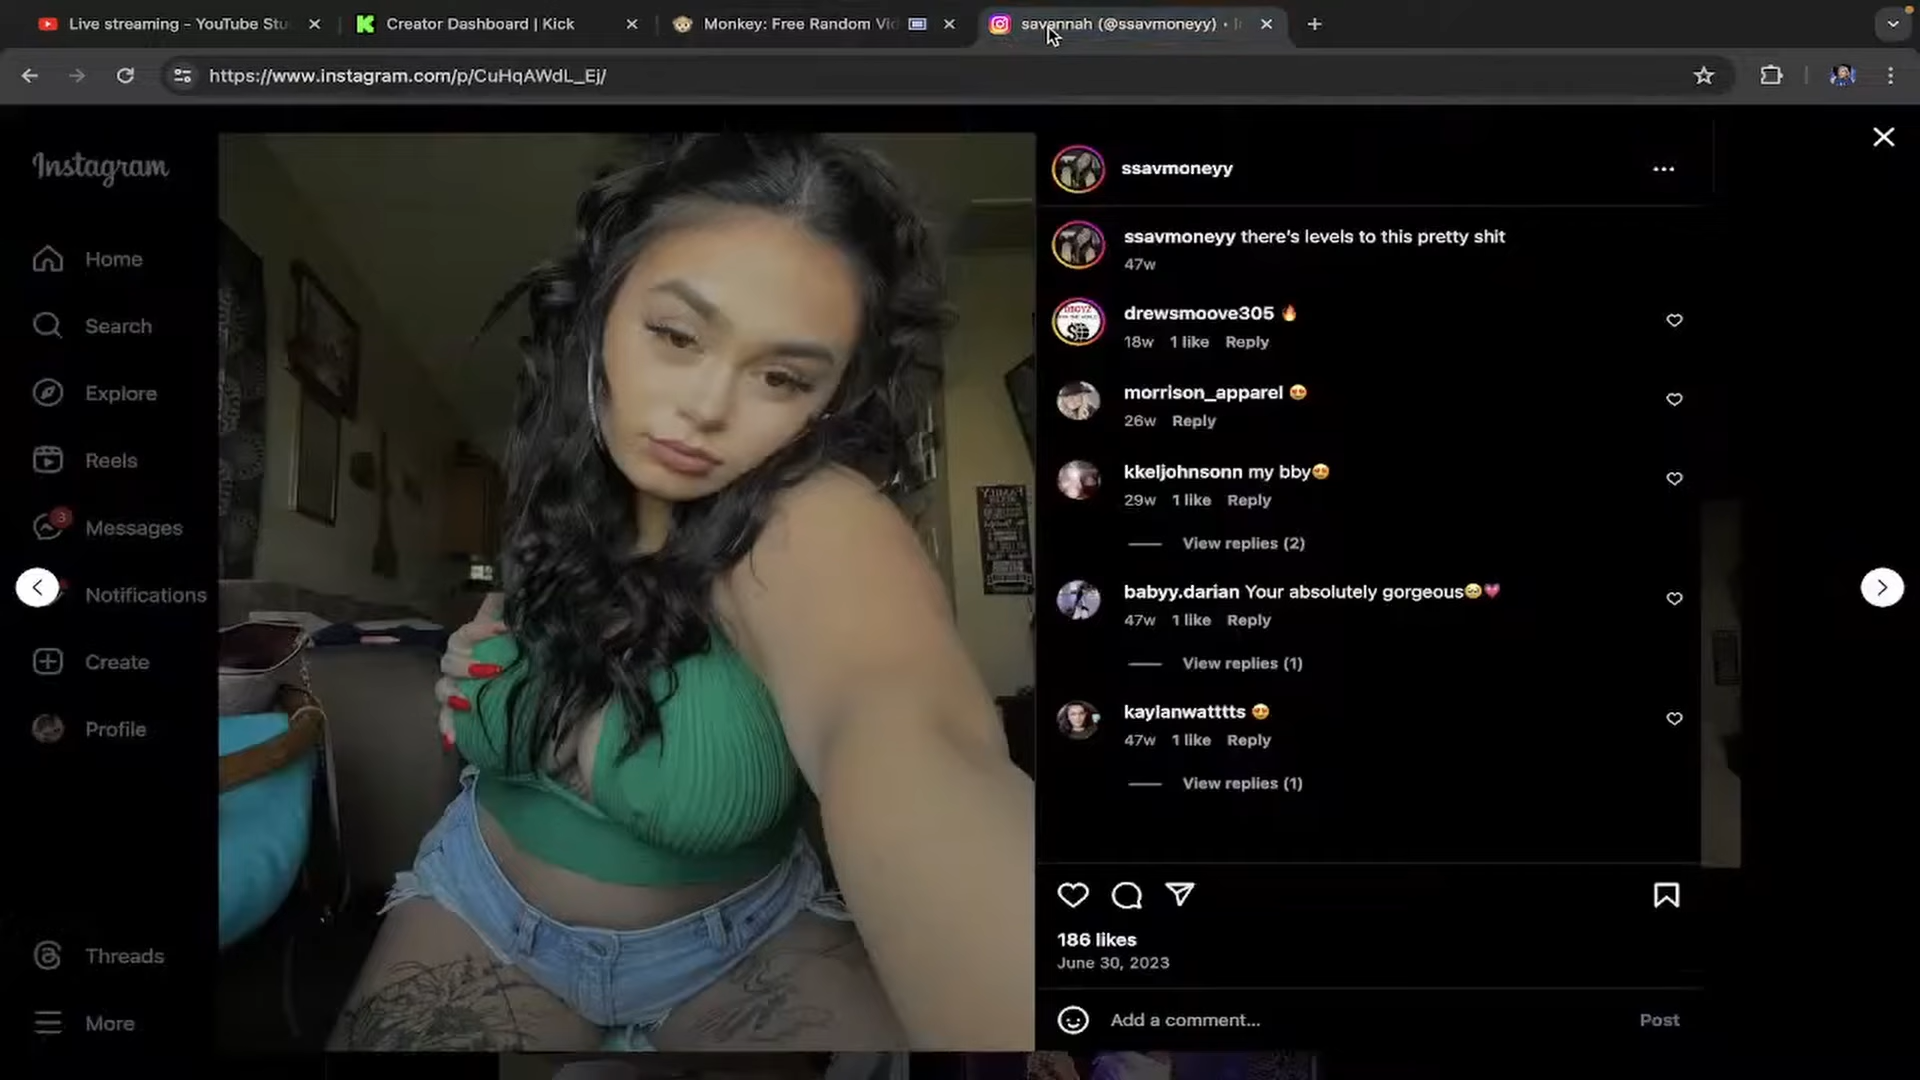 Live streaming - YouTube Stu
Creator Dashboard | Kick
Monkey: Free Random Vi
savannah (@ssavmoneyy) •
https://www.instagram.com/p/CuHqAWdL_Ej/
Instagram
Home
Search
Explore
Reels
3
Messages
Notifications
Create
Profile
Threads
More
ssavmoneyy
ssavmoneyy there's levels to this pretty shit
47w
drewsmoove305 🔥
18w 1 like Reply
morrison_apparel 😍
26w Reply
kkeljohnsonn my bby😍
29w 1 like Reply
View replies (2)
babyy.darian Your absolutely gorgeous🥹💗
47w 1 like Reply
View replies (1)
kaylanwatttts 😍
47w 1 like Reply
View replies (1)
186 likes
June 30, 2023
Add a comment...
Post